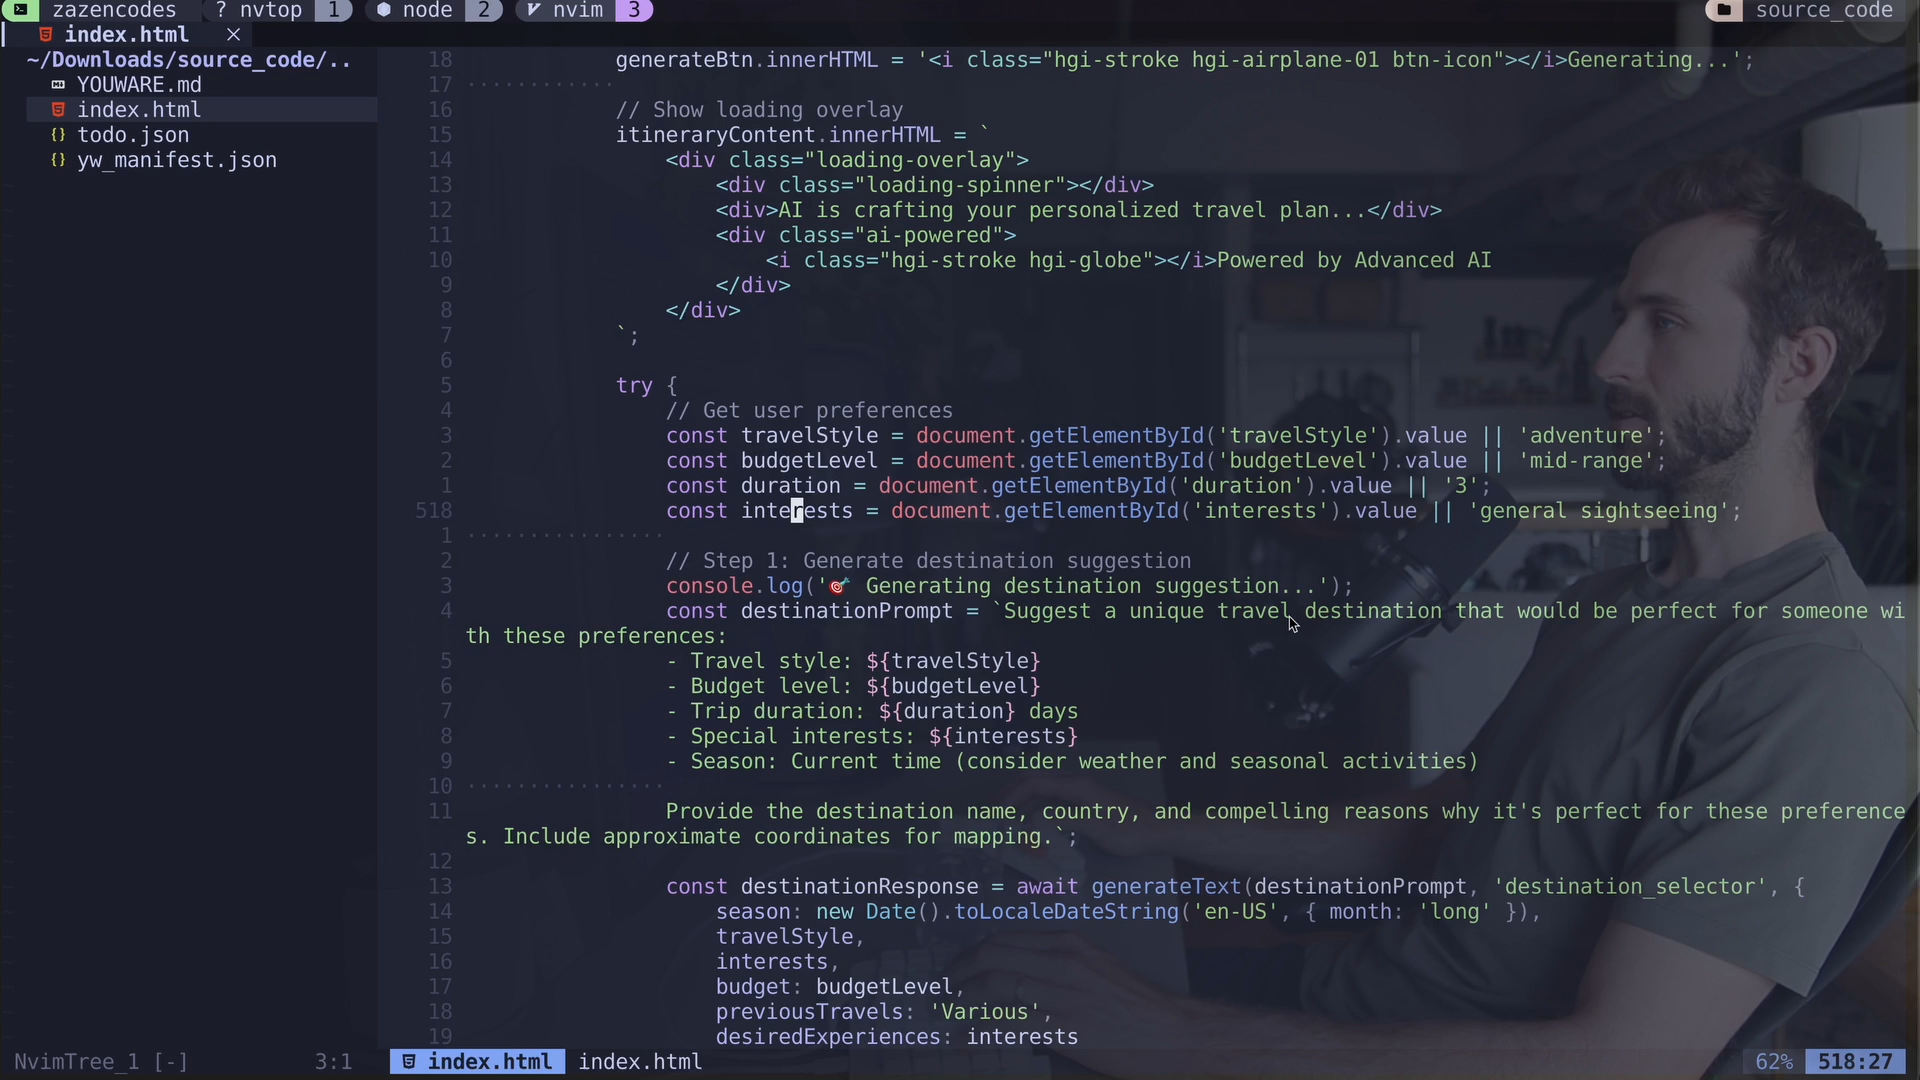 zazencodes ? nvtop 1 node 2 nvim 3 source_code
index.html ×
~/Downloads/source_code/..
YOUWARE.md
index.html
{} todo.json
{} yw_manifest.json
18 generateBtn.innerHTML = '<i class="hgi-stroke hgi-airplane-01 btn-icon"></i>Generating...';
17 ············
16 // Show loading overlay
15 itineraryContent.innerHTML = `
14 <div class="loading-overlay">
13 <div class="loading-spinner"></div>
12 <div>AI is crafting your personalized travel plan...</div>
11 <div class="ai-powered">
10 <i class="hgi-stroke hgi-globe"></i>Powered by Advanced AI
9 </div>
8 </div>
7 `;
6
5 try {
4 // Get user preferences
3 const travelStyle = document.getElementById('travelStyle').value || 'adventure';
2 const budgetLevel = document.getElementById('budgetLevel').value || 'mid-range';
1 const duration = document.getElementById('duration').value || '3';
518 const interests = document.getElementById('interests').value || 'general sightseeing';
1 ················
2 // Step 1: Generate destination suggestion
3 console.log('🎯 Generating destination suggestion...');
4 const destinationPrompt = `Suggest a unique travel destination that would be perfect for someone wi
th these preferences:
5 - Travel style: ${travelStyle}
6 - Budget level: ${budgetLevel}
7 - Trip duration: ${duration} days
8 - Special interests: ${interests}
9 - Season: Current time (consider weather and seasonal activities)
10 ················
11 Provide the destination name, country, and compelling reasons why it's perfect for these preference
s. Include approximate coordinates for mapping.`;
12
13 const destinationResponse = await generateText(destinationPrompt, 'destination_selector', {
14 season: new Date().toLocaleDateString('en-US', { month: 'long' }),
15 travelStyle,
16 interests,
17 budget: budgetLevel,
18 previousTravels: 'Various',
19 desiredExperiences: interests
NvimTree_1 [-] 3:1 index.html index.html 62% 518:27